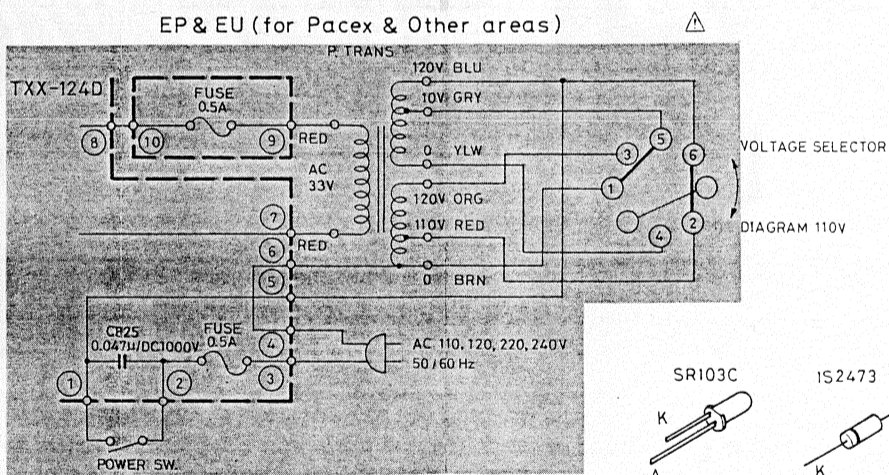 EP & EU (for Pacex & Other areas)
P. TRANS
TXX-124D
FUSE
0.5A
8
10
9
RED
AC
33V
7
RED
6
5
120V BLU
10V GRY
0 YLW
120V ORG
110V RED
0 BRN
5
3
6
1
2
4
VOLTAGE SELECTOR
DIAGRAM 110V
C825
0.047μ/DC1000V
FUSE
0.5A
4
3
1
2
AC 110, 120, 220, 240V
50/60 Hz
POWER SW.
SR103C
K
A
1S2473
K